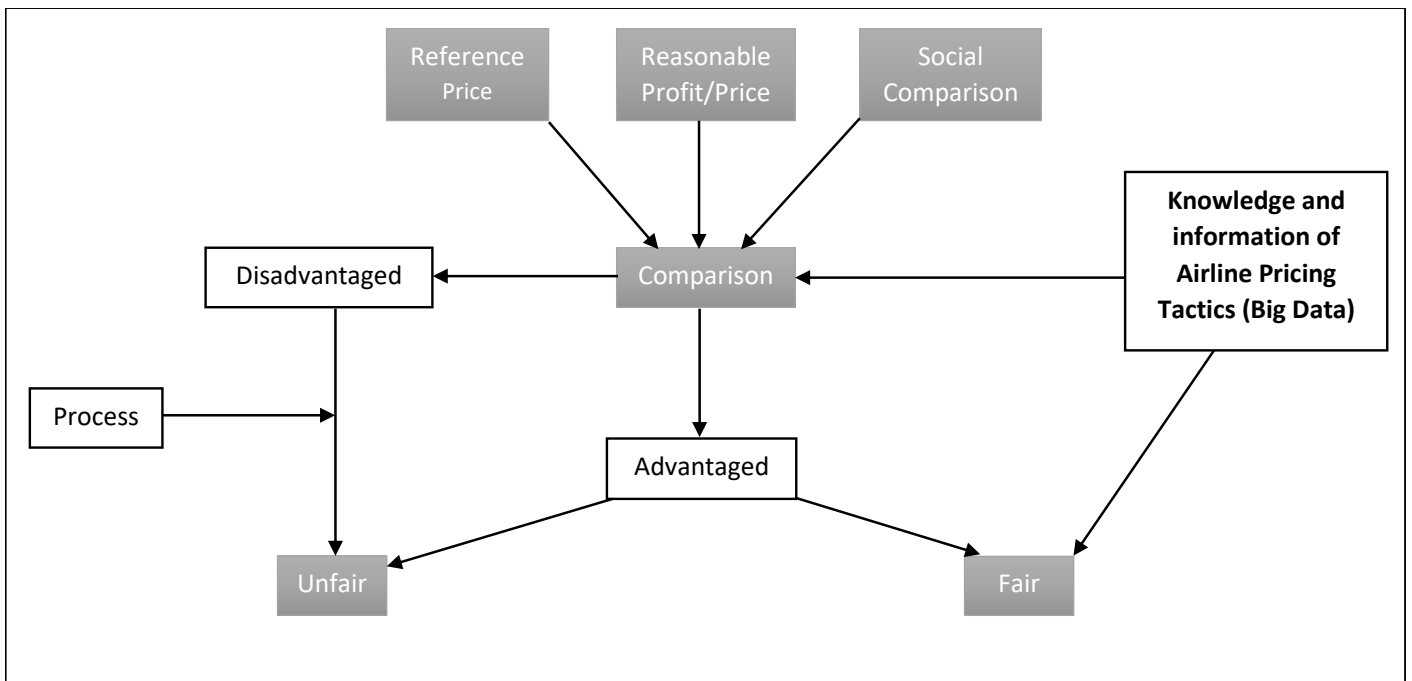 Reference
Price
Reasonable
Profit/Price
Social
Comparison
Knowledge and
information of
Airline Pricing
Tactics (Big Data)
Disadvantaged
Comparison
Process
Advantaged
Unfair
Fair